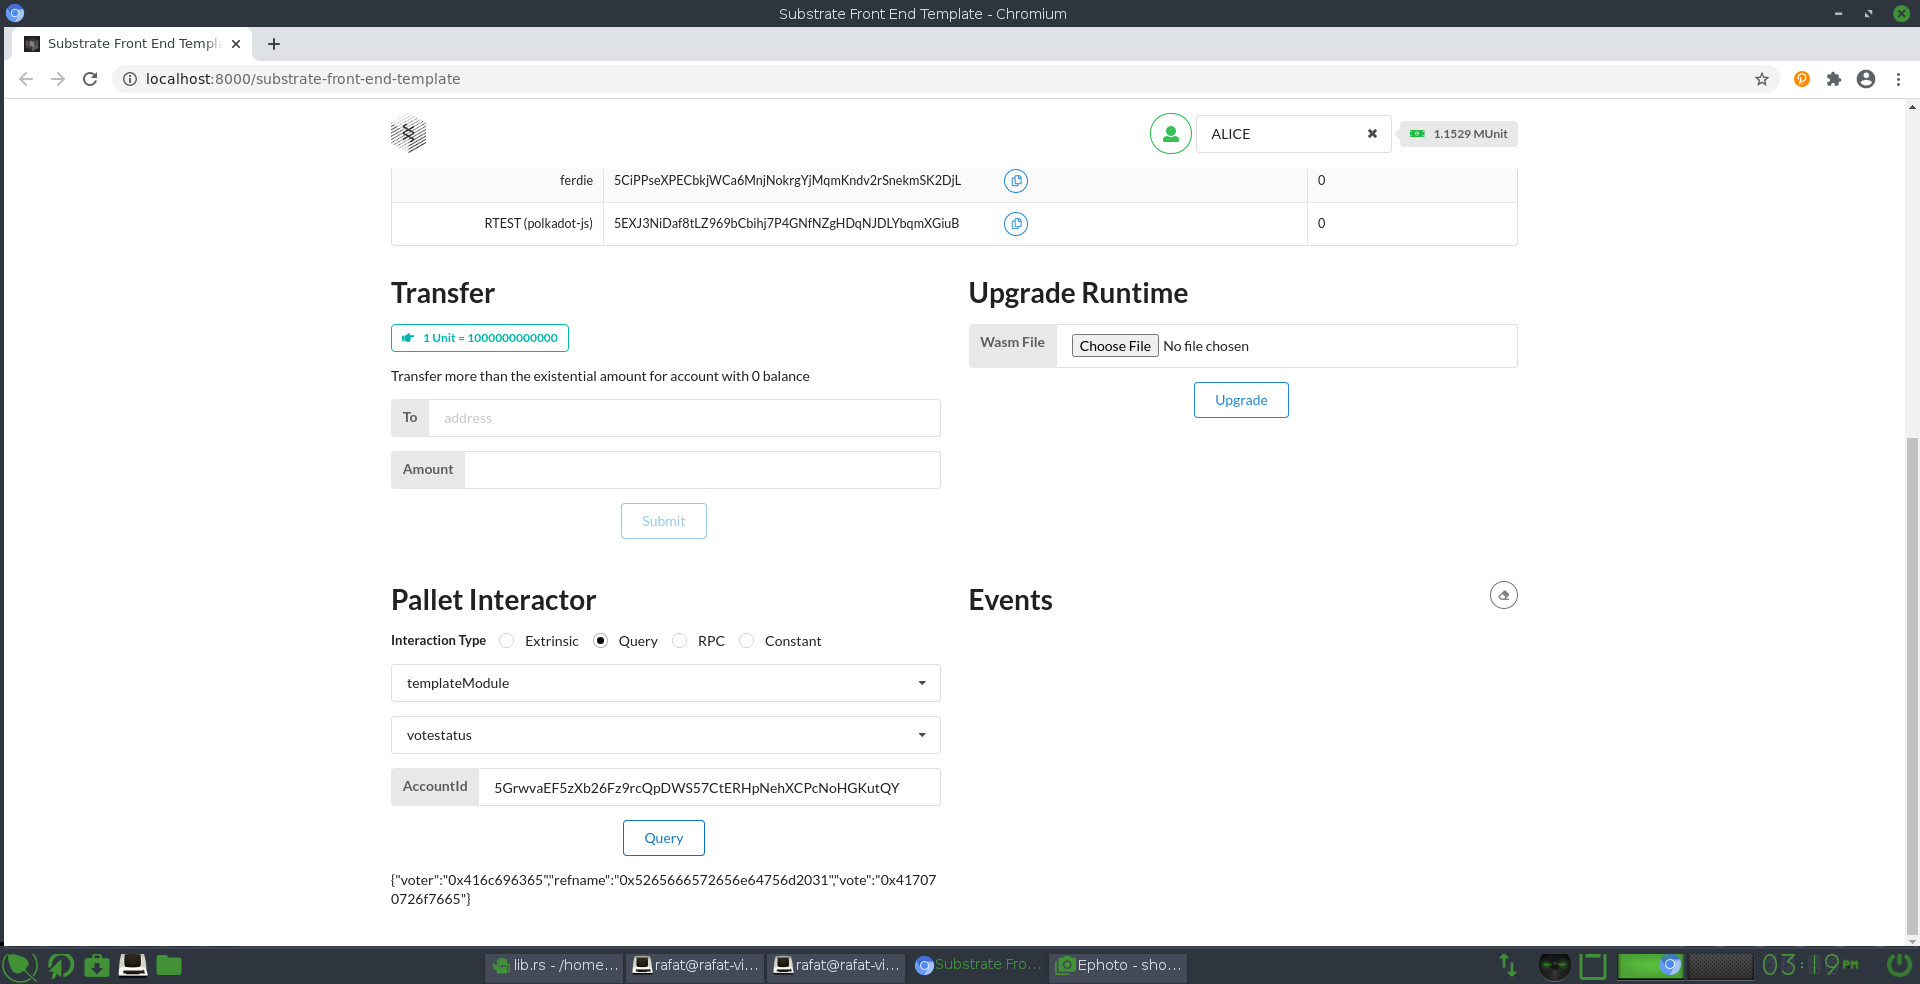 Substrate Front End Template - Chromium
Substrate Front End Templa
localhost:8000/substrate-front-end-template
ALICE
1.1529 MUnit
ferdie 5CiPPseXPECbkjWCa6MnjNokrgYjMqmKndv2rSnekmSK2DjL 0
RTEST (polkadot-js) 5EXJ3NiDaf8tLZ969bCbihj7P4GNfNZgHDqNJDLYbqmXGiuB 0
Transfer
1 Unit = 1000000000000
Transfer more than the existential amount for account with 0 balance
To address
Amount
Submit
Upgrade Runtime
Wasm File Choose File No file chosen
Upgrade
Pallet Interactor
Interaction Type Extrinsic Query RPC Constant
templateModule
votestatus
AccountId 5GrwvaEF5zXb26Fz9rcQpDWS57CtERHpNehXCPcNoHGKutQY
Query
{"voter":"0x416c696365","refname":"0x5265666572656e64756d2031","vote":"0x41707
0726f7665"}
Events
lib.rs - /home...
rafat@rafat-vi...
rafat@rafat-vi...
Substrate Fro...
Ephoto - sho...
03:19PM